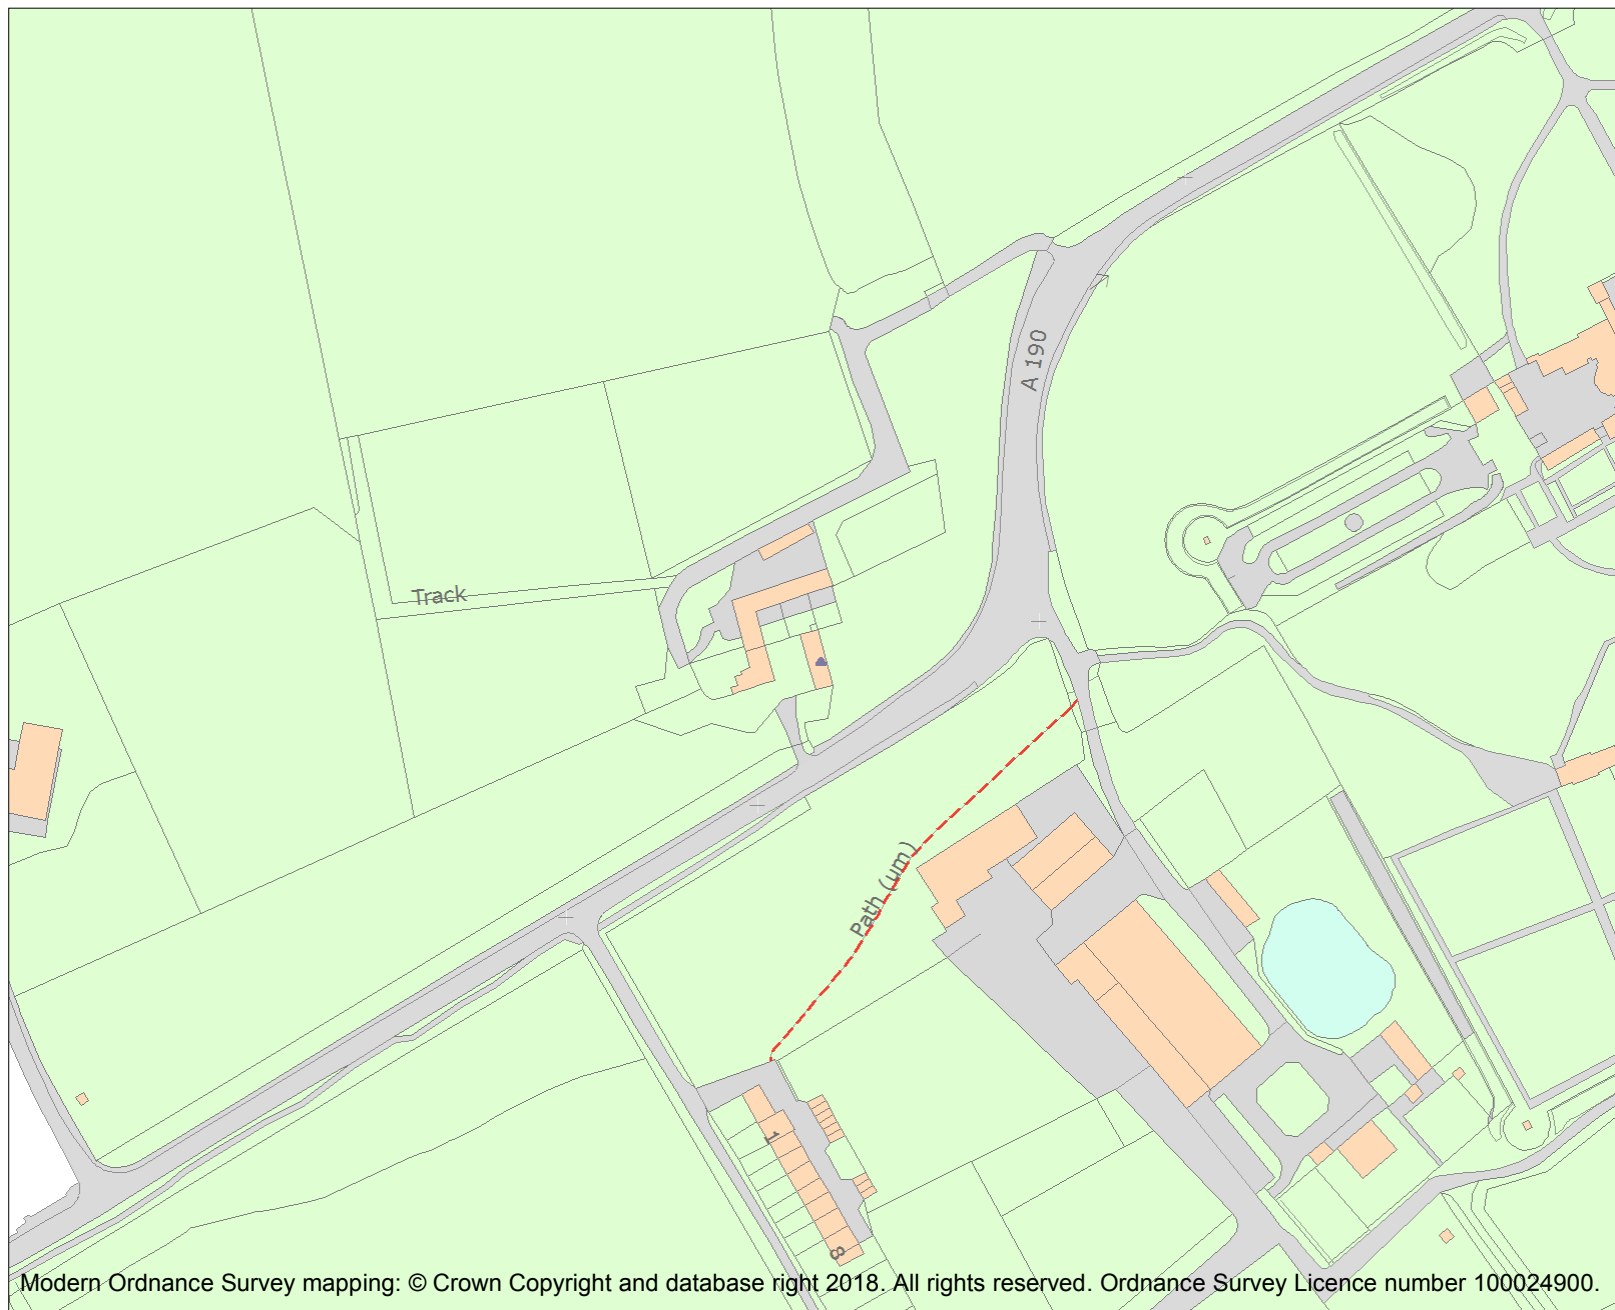 A 190
Track
Path (um)
1
8
Modern Ordnance Survey mapping: © Crown Copyright and database right 2018. All rights reserved. Ordnance Survey Licence number 100024900.